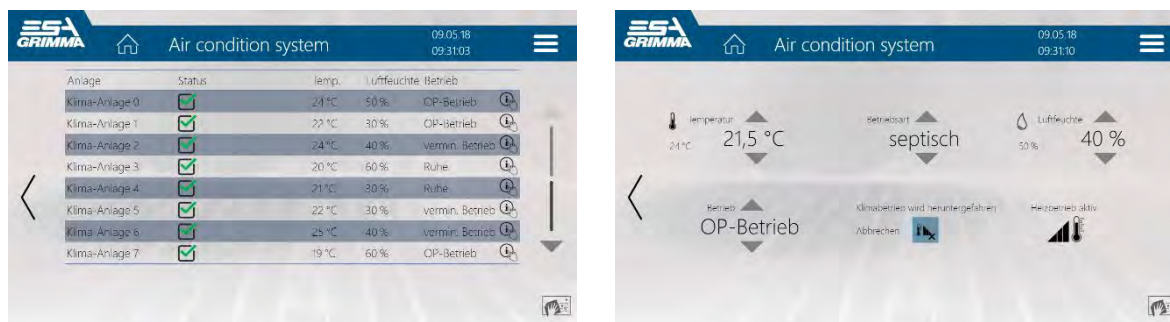 ESA
GRIMMA
Air condition system
09.05.18
09:31:03
Anlage Status Temp. Luftfeuchte Betrieb
Klima-Anlage 0 24 °C 50 % OP-Betrieb
Klima-Anlage 1 22 °C 30 % OP-Betrieb
Klima-Anlage 2 24 °C 40 % vermin. Betrieb
Klima-Anlage 3 20 °C 60 % Ruhe
Klima-Anlage 4 21 °C 30 % Ruhe
Klima-Anlage 5 22 °C 30 % vermin. Betrieb
Klima-Anlage 6 25 °C 40 % vermin. Betrieb
Klima-Anlage 7 19 °C 60 % OP-Betrieb
ESA
GRIMMA
Air condition system
09.05.18
09:31:10
Temperatur Betriebsart Luftfeuchte
24 °C 21,5 °C septisch 50 % 40 %
Betrieb Klimabetrieb wird heruntergefahren Heizbetrieb aktiv
OP-Betrieb Abbrechen